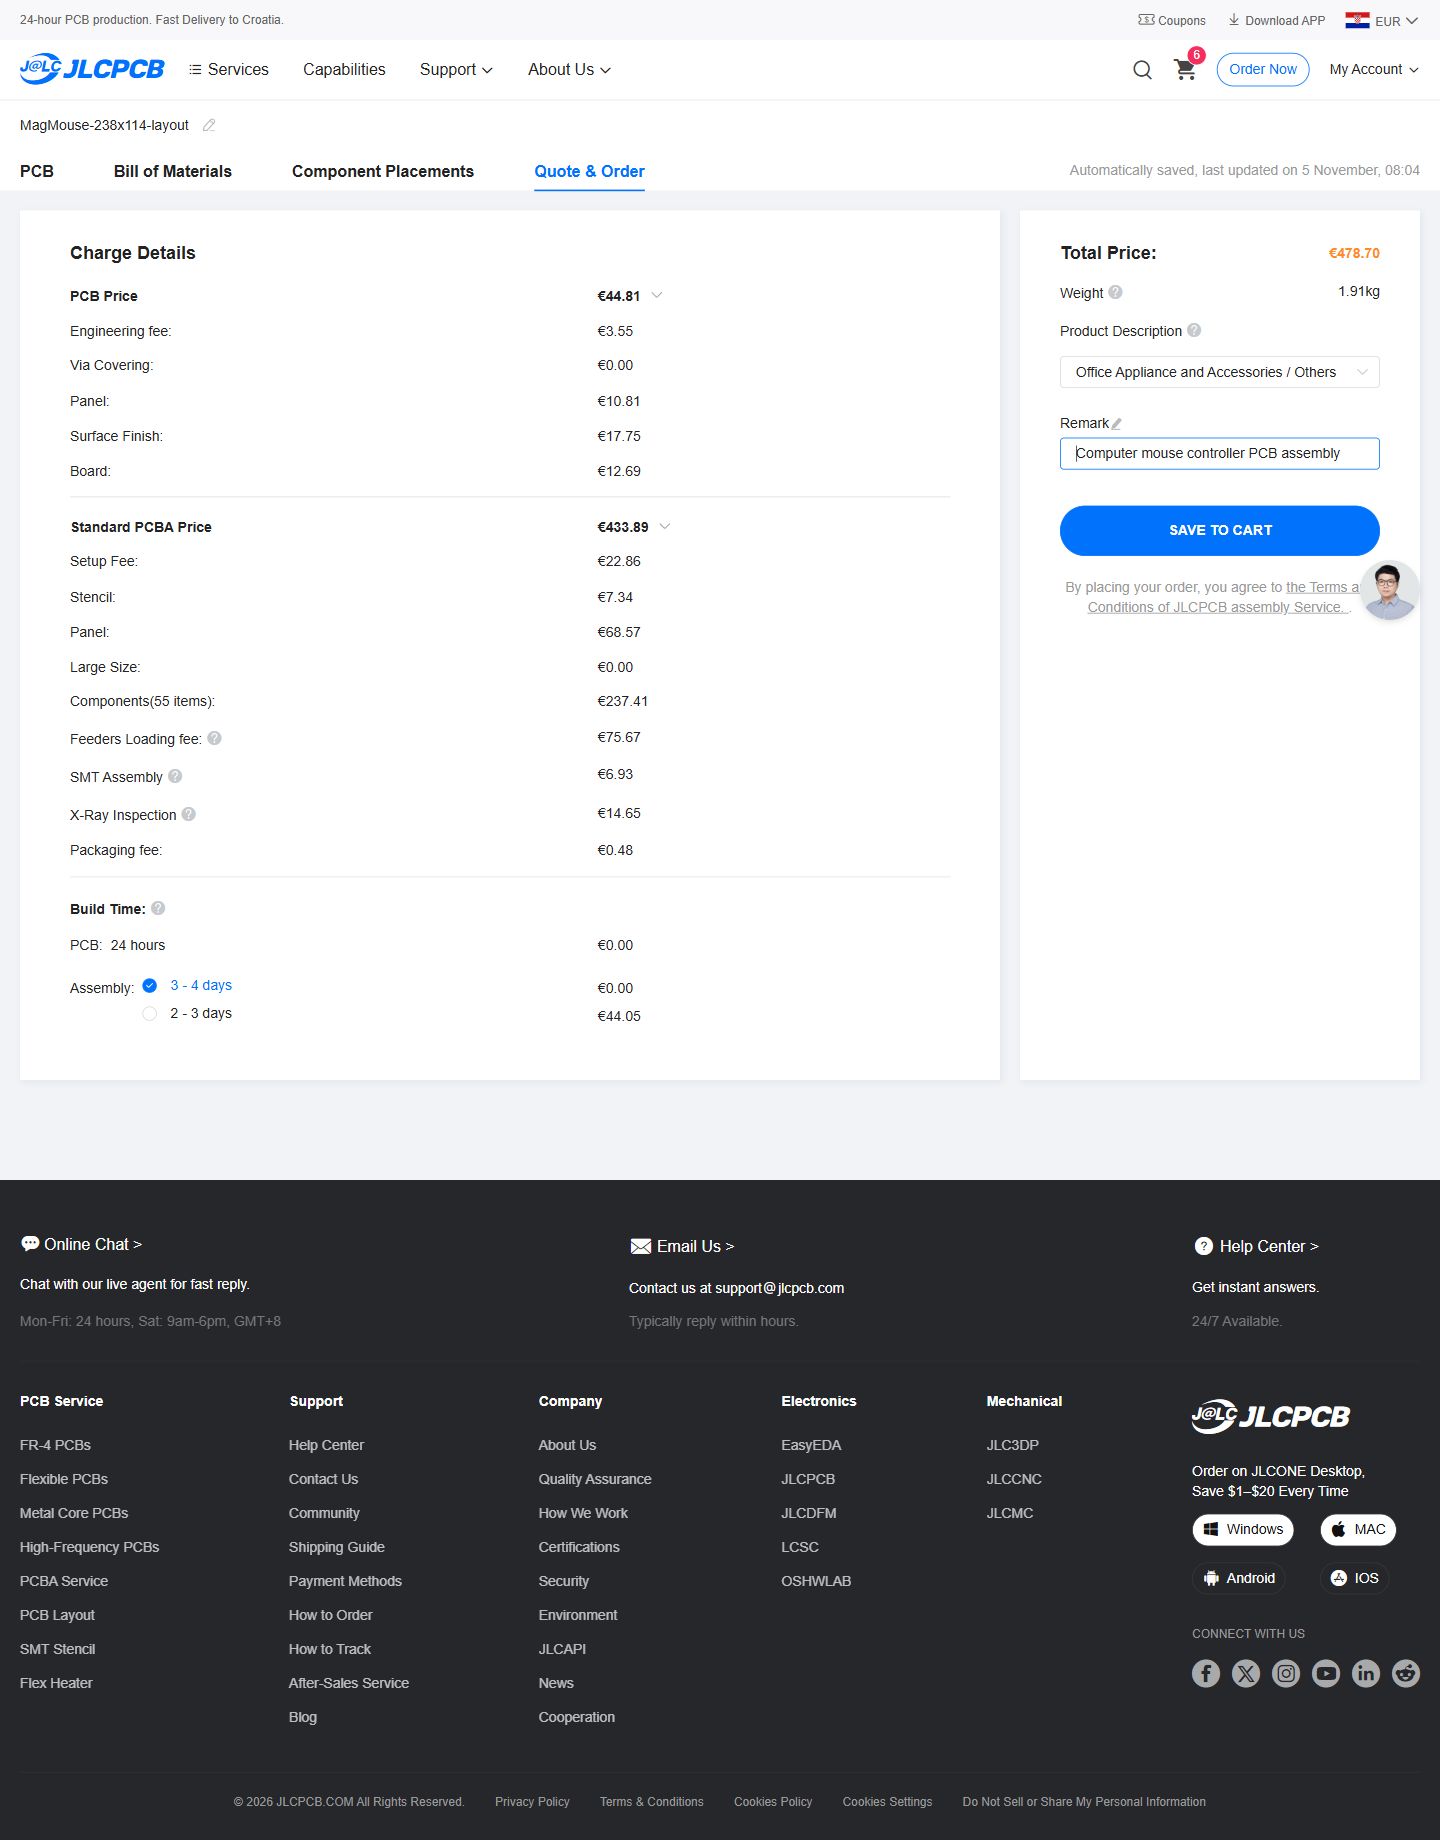 24-hour PCB production. Fast Delivery to Croatia.
Coupons
Download APP
EUR
J@LC JLCPCB
Services
Capabilities
Support
About Us
6
Order Now
My Account
MagMouse-238x114-layout
PCB
Bill of Materials
Component Placements
Quote & Order
Automatically saved, last updated on 5 November, 08:04
Charge Details
PCB Price €44.81
Engineering fee: €3.55
Via Covering: €0.00
Panel: €10.81
Surface Finish: €17.75
Board: €12.69
Standard PCBA Price €433.89
Setup Fee: €22.86
Stencil: €7.34
Panel: €68.57
Large Size: €0.00
Components(55 items): €237.41
Feeders Loading fee: ? €75.67
SMT Assembly ? €6.93
X-Ray Inspection ? €14.65
Packaging fee: €0.48
Build Time: ?
PCB: 24 hours €0.00
Assembly: 3 - 4 days €0.00
2 - 3 days €44.05
Total Price: €478.70
Weight ? 1.91kg
Product Description ?
Office Appliance and Accessories / Others
Remark
Computer mouse controller PCB assembly
SAVE TO CART
By placing your order, you agree to the Terms a
Conditions of JLCPCB assembly Service. .
Online Chat >
Chat with our live agent for fast reply.
Mon-Fri: 24 hours, Sat: 9am-6pm, GMT+8
Email Us >
Contact us at support@jlcpcb.com
Typically reply within hours.
? Help Center >
Get instant answers.
24/7 Available.
PCB Service
FR-4 PCBs
Flexible PCBs
Metal Core PCBs
High-Frequency PCBs
PCBA Service
PCB Layout
SMT Stencil
Flex Heater
Support
Help Center
Contact Us
Community
Shipping Guide
Payment Methods
How to Order
How to Track
After-Sales Service
Blog
Company
About Us
Quality Assurance
How We Work
Certifications
Security
Environment
JLCAPI
News
Cooperation
Electronics
EasyEDA
JLCPCB
JLCDFM
LCSC
OSHWLAB
Mechanical
JLC3DP
JLCCNC
JLCMC
J@LC JLCPCB
Order on JLCONE Desktop,
Save $1–$20 Every Time
Windows
MAC
Android
IOS
CONNECT WITH US
© 2026 JLCPCB.COM All Rights Reserved.
Privacy Policy
Terms & Conditions
Cookies Policy
Cookies Settings
Do Not Sell or Share My Personal Information